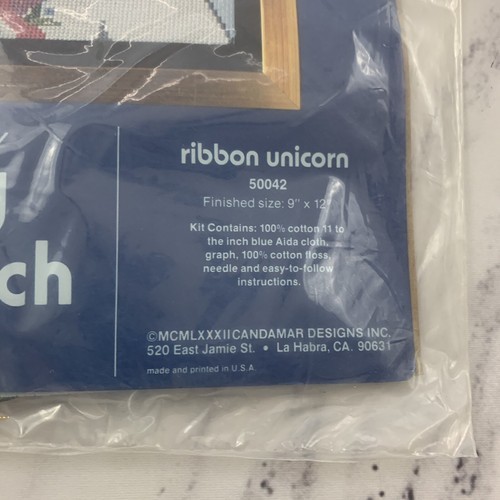 ch
ribbon unicorn
50042
Finished size: 9" x 12"
Kit Contains: 100% cotton 11 to
the inch blue Aida cloth,
graph, 100% cotton floss,
needle and easy-to-follow
instructions.
©MCMLXXXII CANDAMAR DESIGNS INC.
520 East Jamie St. • La Habra, CA. 90631
made and printed in U.S.A.